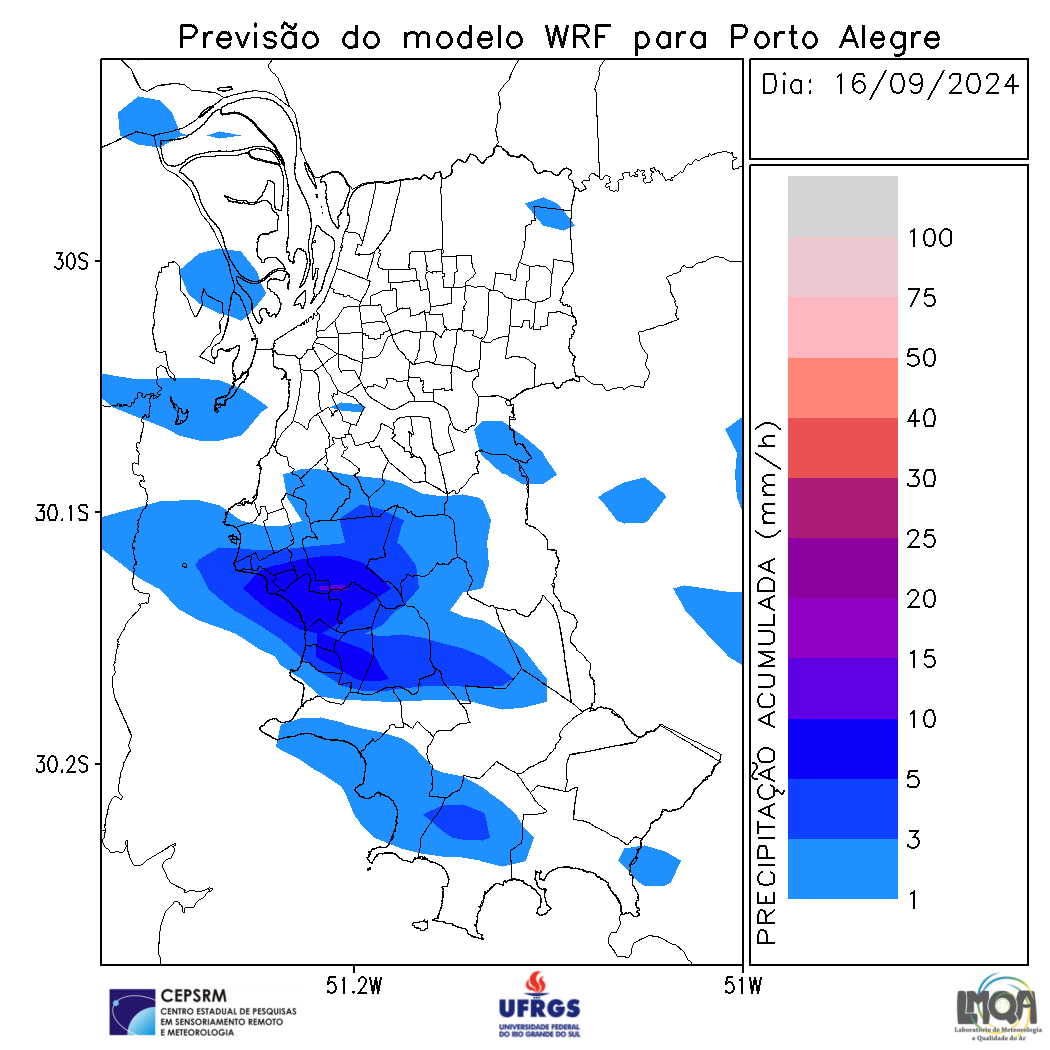 Previsão do modelo WRF para Porto Alegre
Dia: 16/09/2024
30S
30.1S
30.2S
51.2W
51W
PRECIPITAÇÃO ACUMULADA (mm/h)
100
75
50
40
30
25
20
15
10
5
3
1
CEPSRM
CENTRO ESTADUAL DE PESQUISAS
EM SENSORIAMENTO REMOTO
E METEOROLOGIA
UFRGS
UNIVERSIDADE FEDERAL
DO RIO GRANDE DO SUL
LMQA
Laboratório de Meteorologia
e Qualidade do Ar